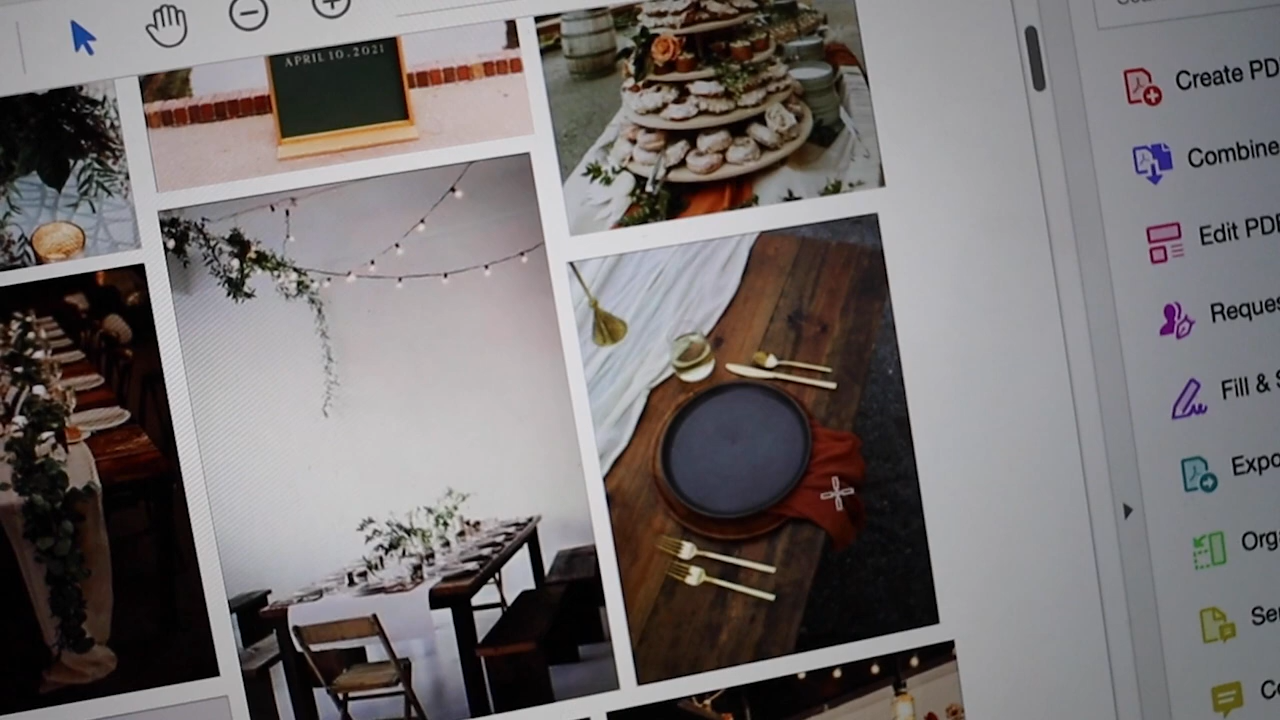 APRIL 10.2021
Create PD
Combine
Edit PD
Reques
Fill &
Expo
Org
Se